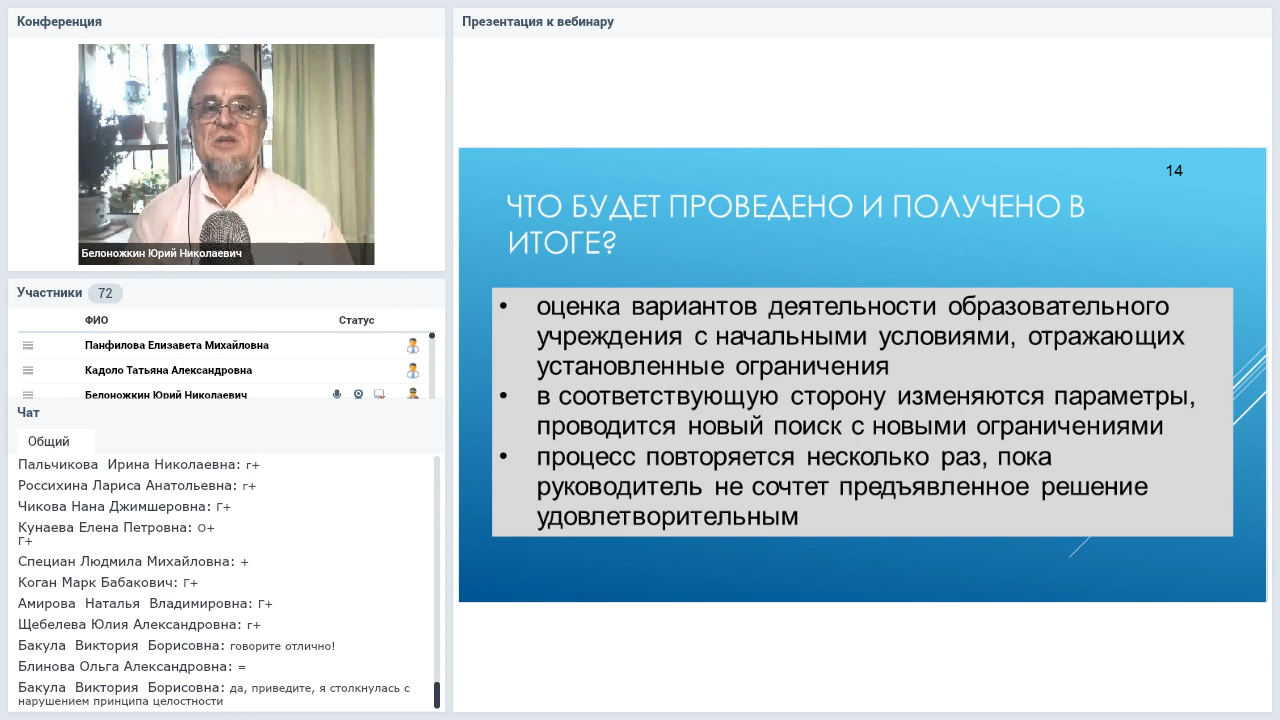 Конференция
Белоножкин Юрий Николаевич
Участники 72
ФИО Статус
Панфилова Елизавета Михайловна
Кадоло Татьяна Александровна
Белоножкин Юрий Николаевич
Чат
Общий
Пальчикова Ирина Николаевна: г+
Россихина Лариса Анатольевна: г+
Чикова Нана Джимшеровна: Г+
Кунаева Елена Петровна: О+
Г+
Специан Людмила Михайловна: +
Коган Марк Бабакович: Г+
Амирова Наталья Владимировна: Г+
Щебелева Юлия Александровна: г+
Бакула Виктория Борисовна: говорите отлично!
Блинова Ольга Александровна: =
Бакула Виктория Борисовна: да, приведите, я столкнулась с
нарушением принципа целостности
Презентация к вебинару
14
ЧТО БУДЕТ ПРОВЕДЕНО И ПОЛУЧЕНО В
ИТОГЕ?
• оценка вариантов деятельности образовательного
учреждения с начальными условиями, отражающих
установленные ограничения
• в соответствующую сторону изменяются параметры,
проводится новый поиск с новыми ограничениями
• процесс повторяется несколько раз, пока
руководитель не сочтет предъявленное решение
удовлетворительным